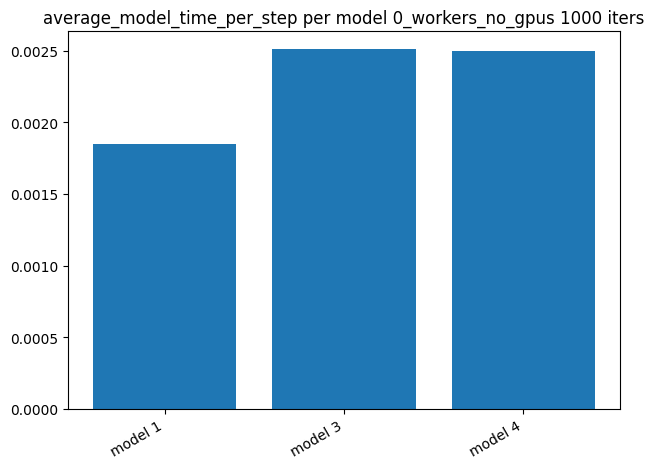 average_model_time_per_step per model 0_workers_no_gpus 1000 iters
0.0025
0.0020
0.0015
0.0010
0.0005
0.0000
model 1
model 3
model 4